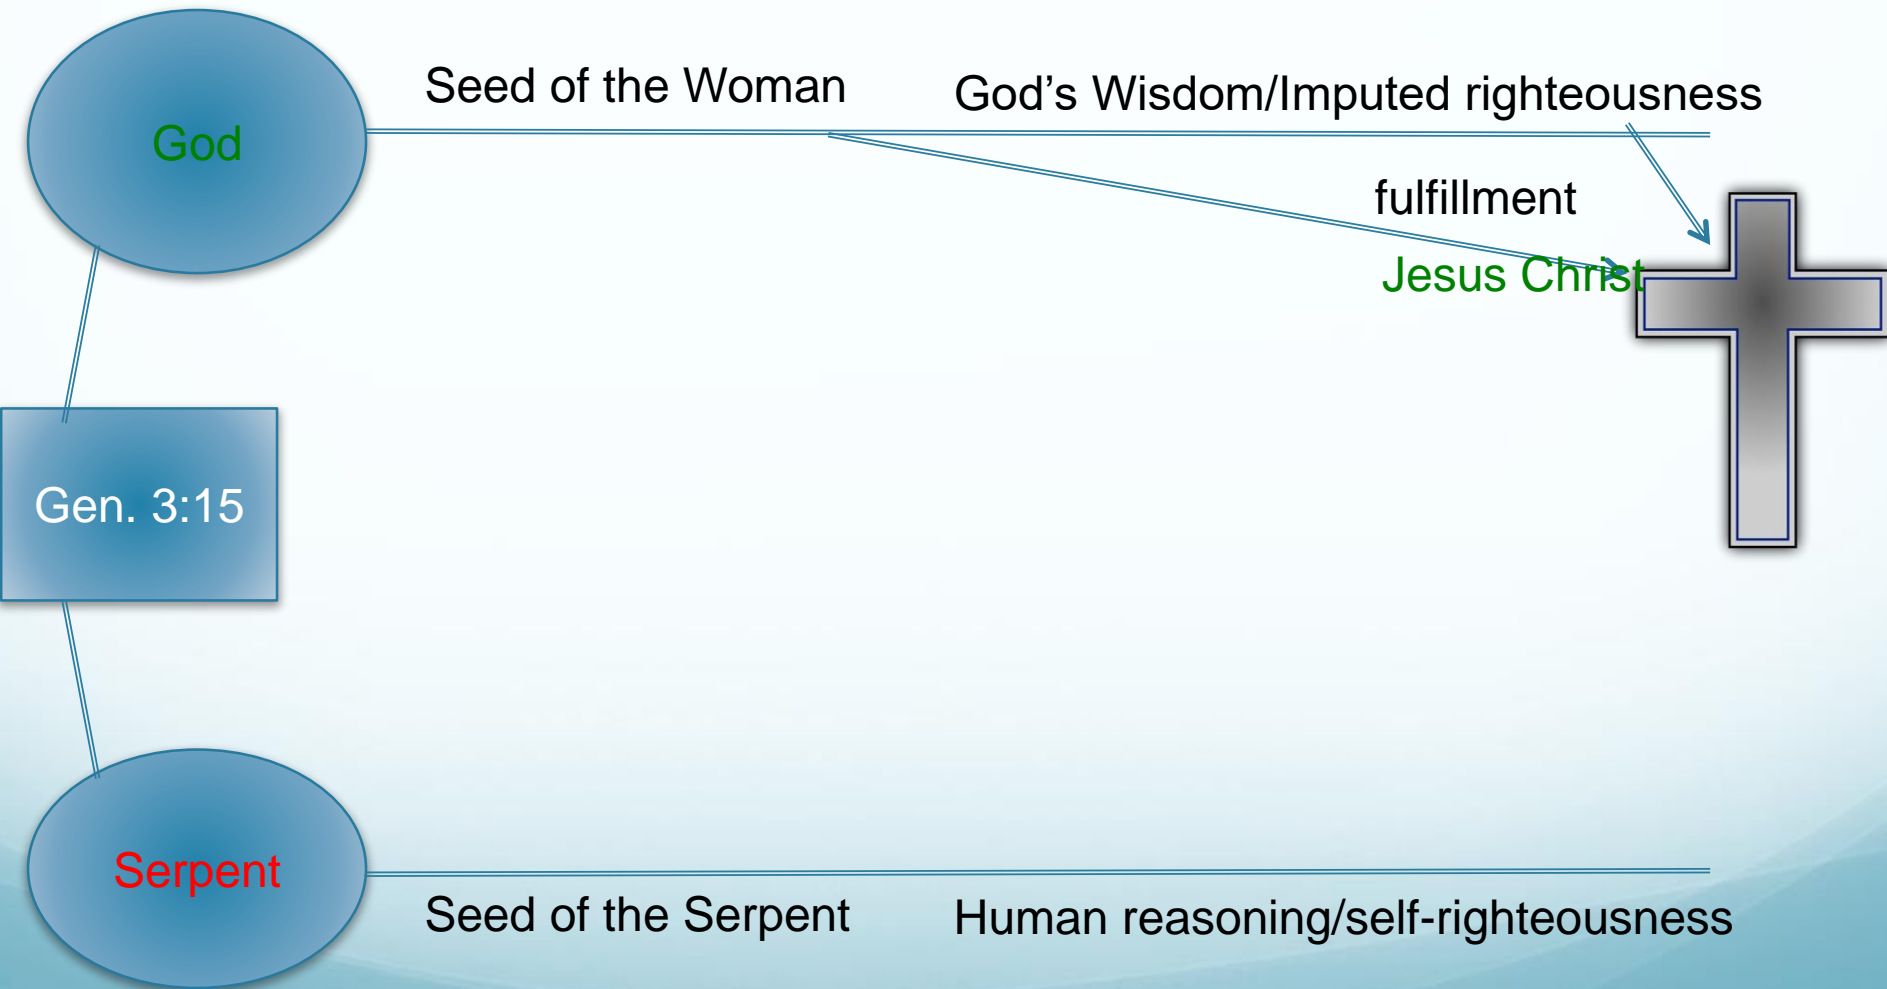 God
Seed of the Woman
God’s Wisdom/Imputed righteousness
fulfillment
Jesus Christ
Gen. 3:15
Serpent
Seed of the Serpent
Human reasoning/self-righteousness